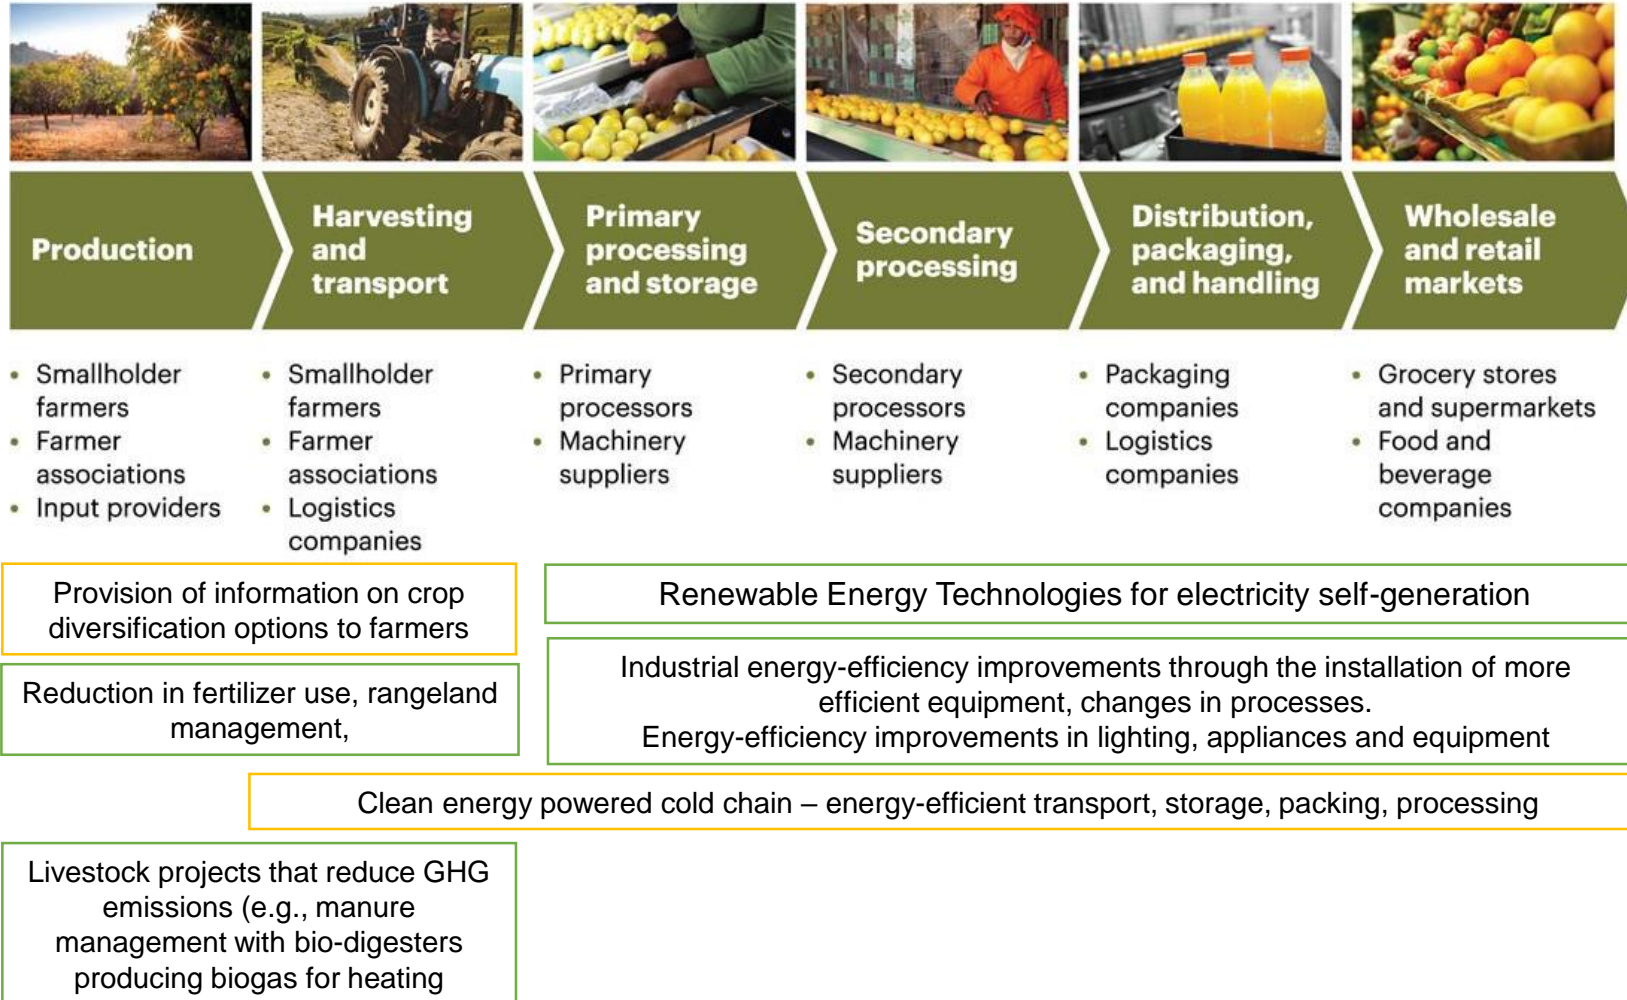 Production
Harvesting
and
transport
Primary
processing
and storage
Secondary
processing
Distribution,
packaging,
and handling
Wholesale
and retail
markets
• Smallholder
farmers
• Farmer
associations
• Input providers
• Smallholder
farmers
• Farmer
associations
• Logistics
companies
• Primary
processors
• Machinery
suppliers
• Secondary
processors
• Machinery
suppliers
• Packaging
companies
• Logistics
companies
• Grocery stores
and supermarkets
• Food and
beverage
companies
Provision of information on crop
diversification options to farmers
Renewable Energy Technologies for electricity self-generation
Reduction in fertilizer use, rangeland
management,
Industrial energy-efficiency improvements through the installation of more
efficient equipment, changes in processes.
Energy-efficiency improvements in lighting, appliances and equipment
Clean energy powered cold chain – energy-efficient transport, storage, packing, processing
Livestock projects that reduce GHG
emissions (e.g., manure
management with bio-digesters
producing biogas for heating